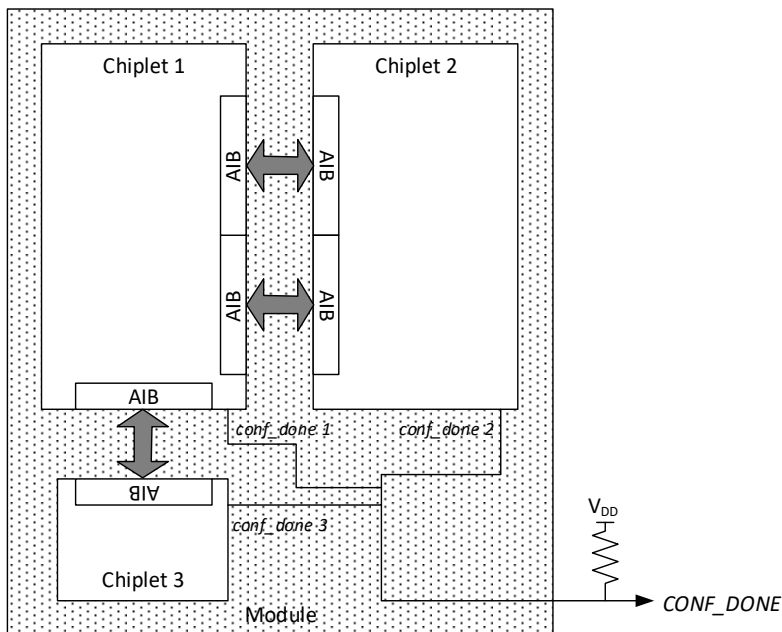 Chiplet 1
Chiplet 2
AIB
AIB
AIB
AIB
AIB
conf_done 1
conf_done 2
AIB
conf_done 3
Chiplet 3
Module
VDD
CONF_DONE